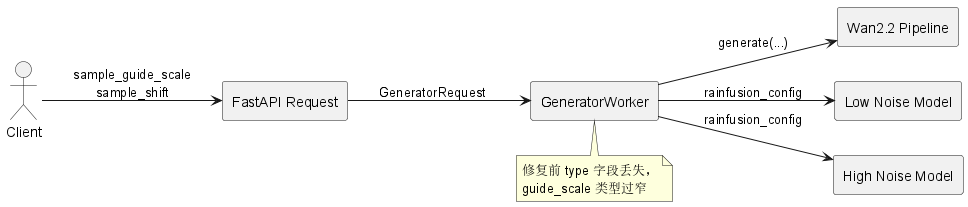 Client
sample_guide_scale
sample_shift
FastAPI Request
GeneratorRequest
GeneratorWorker
修复前 type 字段丢失，
guide_scale 类型过窄
generate(...)
Wan2.2 Pipeline
rainfusion_config
Low Noise Model
rainfusion_config
High Noise Model